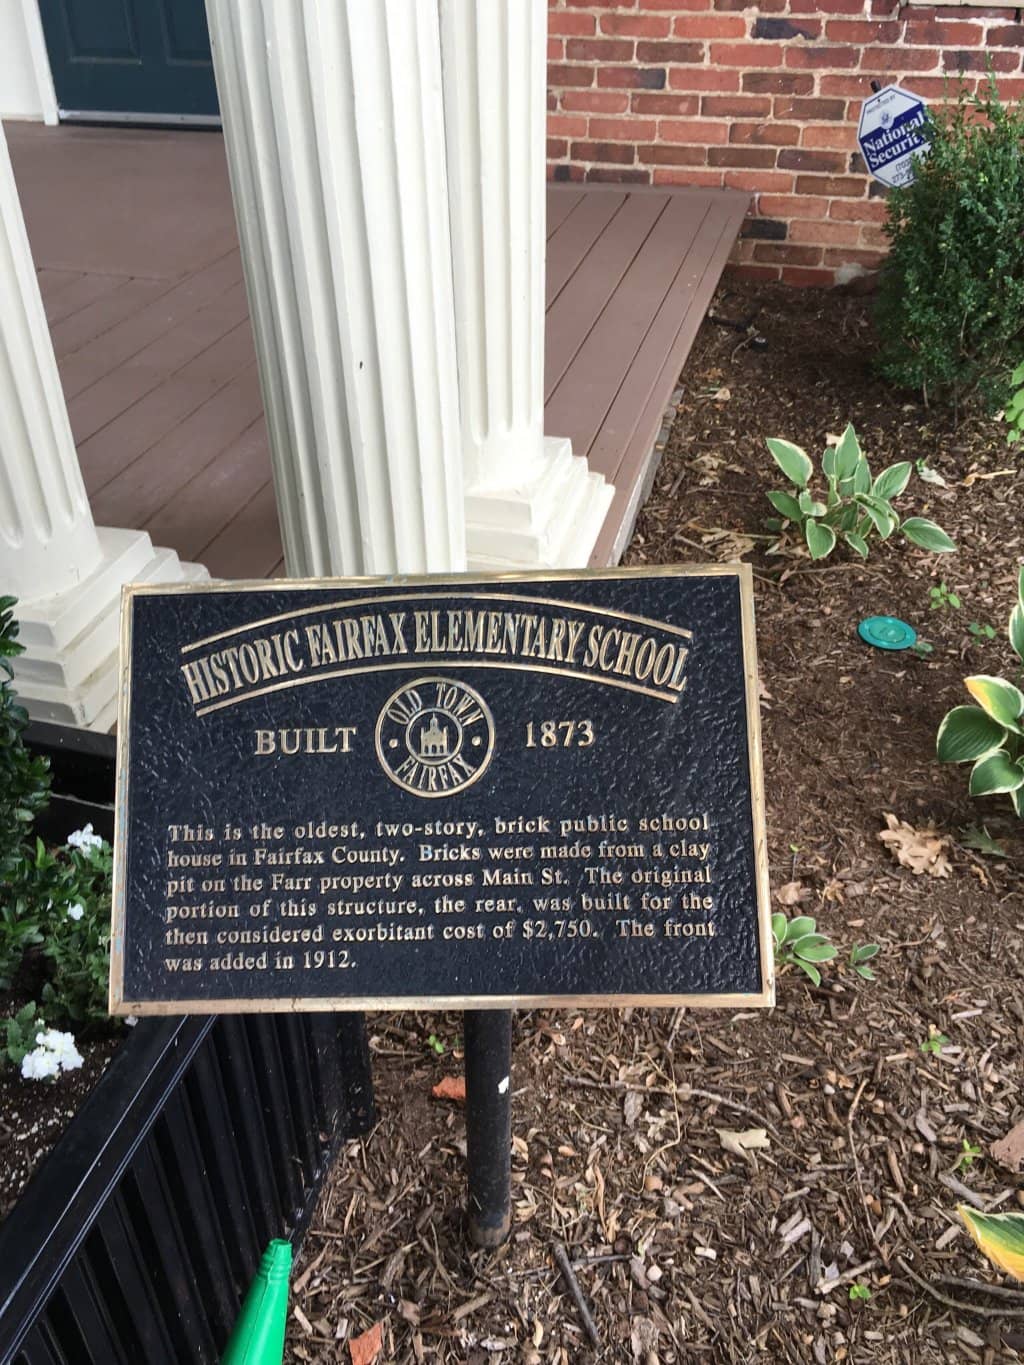 National
Security
HISTORIC FAIRFAX ELEMENTARY SCHOOL
BUILT
OLD TOWN
FAIRFAX
1873
This is the oldest, two-story, brick public school
house in Fairfax County. Bricks were made from a clay
pit on the Farr property across Main St. The original
portion of this structure, the rear, was built for the
then considered exorbitant cost of $2,750. The front
was added in 1912.